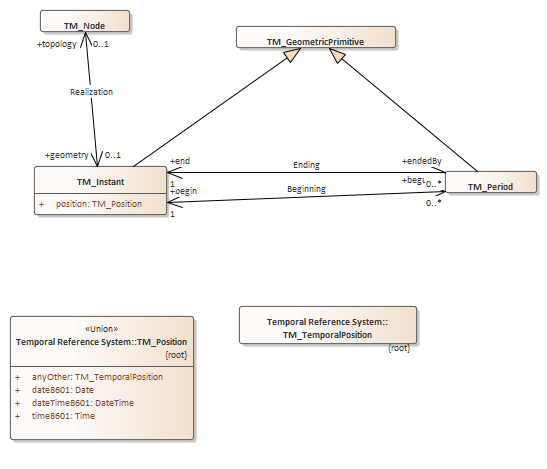 TM_Node
+topology
0..1
TM_GeometricPrimitive
Realization
+geometry
0..1
TM_Instant
+ position: TM_Position
+end
1
Ending
+endedBy
0..*
TM_Period
Beginning
1
0..*
«Union»
Temporal Reference System::TM_Position
{root}
+ anyOther: TM_TemporalPosition
+ date8601: Date
+ dateTime8601: DateTime
+ time8601: Time
Temporal Reference System::
TM_TemporalPosition
{root}